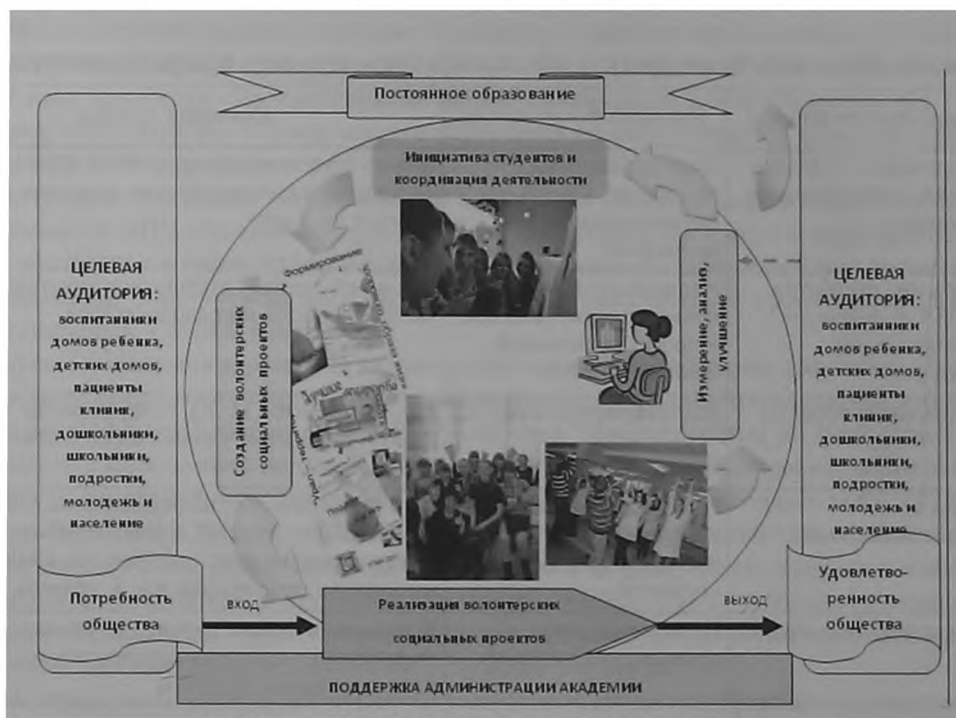 Постоянное образование
Инициатива студентов и
координация деятельности
ЦЕЛЕВАЯ
АУДИТОРИЯ:
воспитанники
домов ребенка,
детских домов,
пациенты
клиник,
дошкольники,
школьники,
подростки,
молодежь и
население
Потребность
общества
Создание волонтерских
социальных проектов
формирование
Измерение, анализ,
улучшение
ЦЕЛЕВАЯ
АУДИТОРИЯ:
воспитанники
домов ребенка,
детских домов,
пациенты
клиник,
дошкольники,
школьники,
подростки,
молодежь и
население
Удовлетво-
ренность
общества
ВХОД
Реализация волонтерских
социальных проектов
ВЫХОД
ПОДДЕРЖКА АДМИНИСТРАЦИИ АКАДЕМИИ